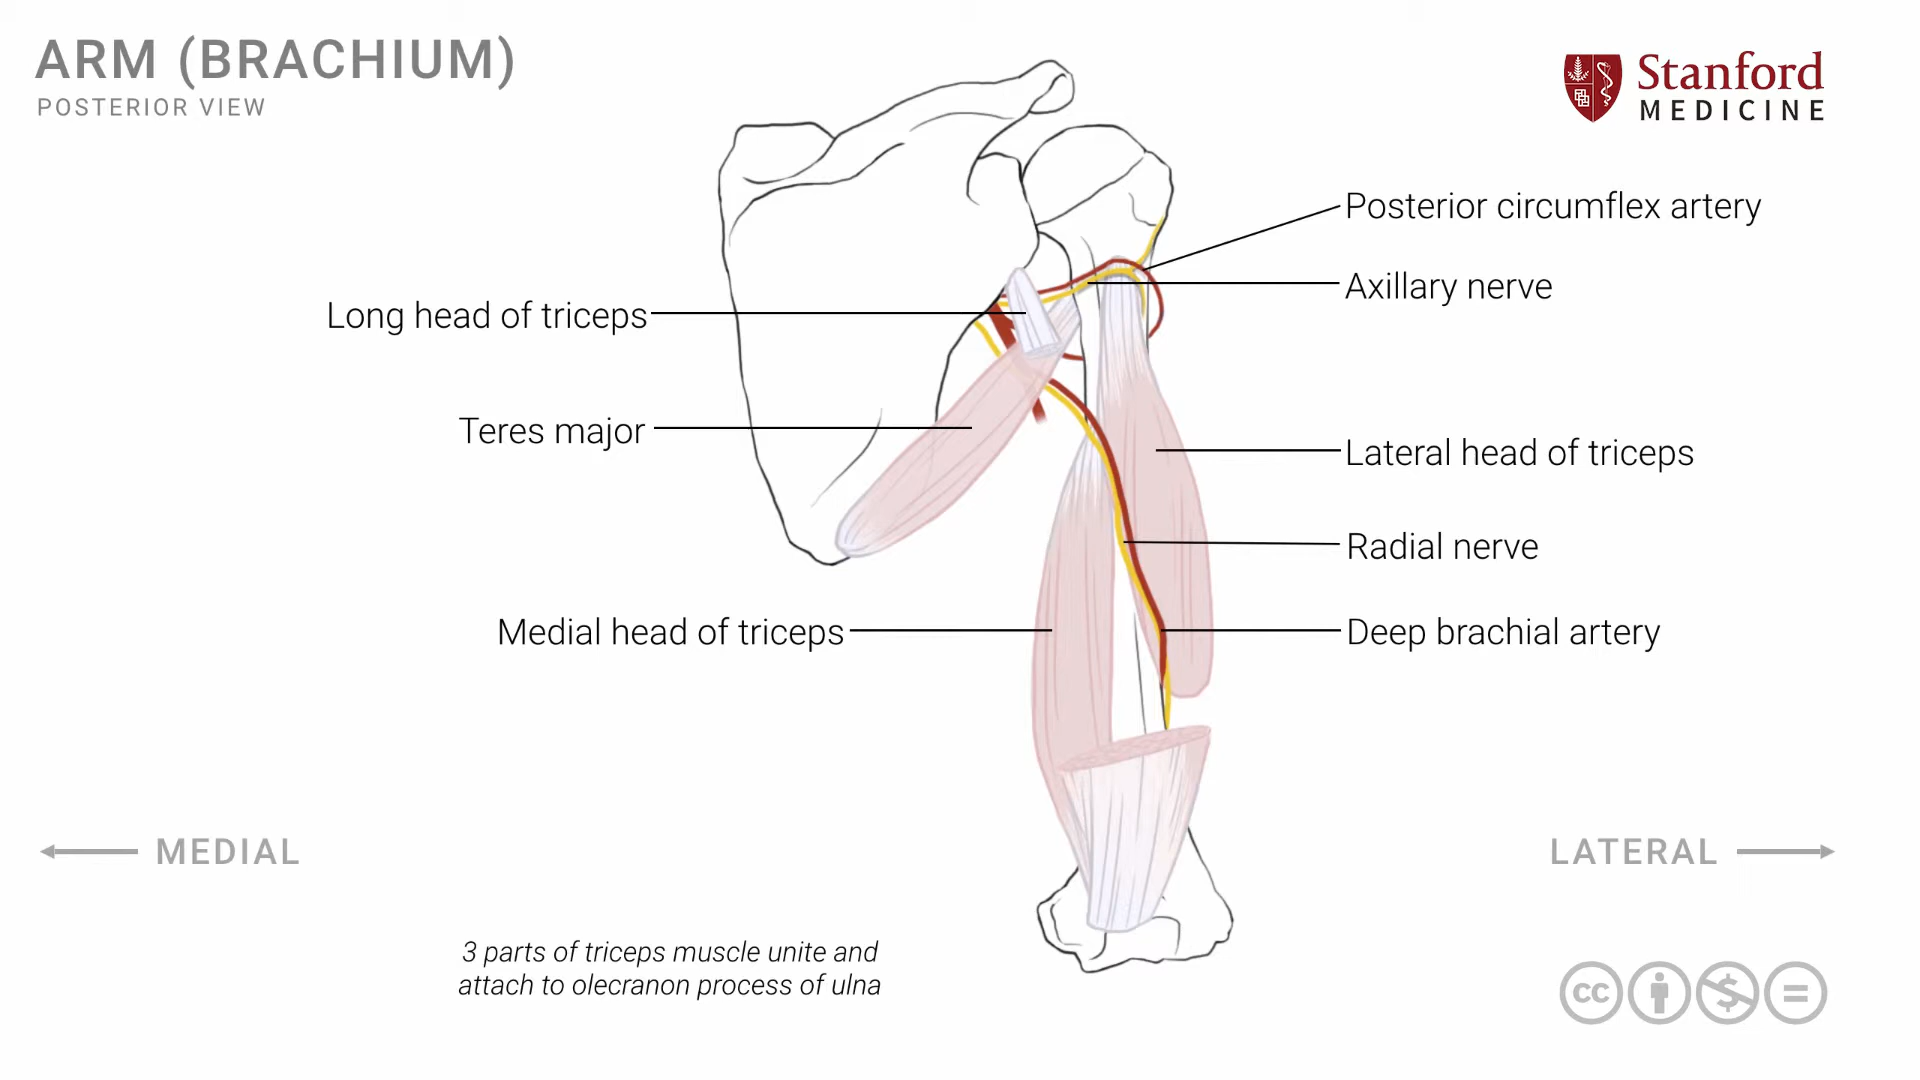 ARM (BRACHIUM)
POSTERIOR VIEW
Stanford
MEDICINE
Posterior circumflex artery
Axillary nerve
Long head of triceps
Teres major
Lateral head of triceps
Radial nerve
Medial head of triceps
Deep brachial artery
MEDIAL
LATERAL
3 parts of triceps muscle unite and
attach to olecranon process of ulna
cc